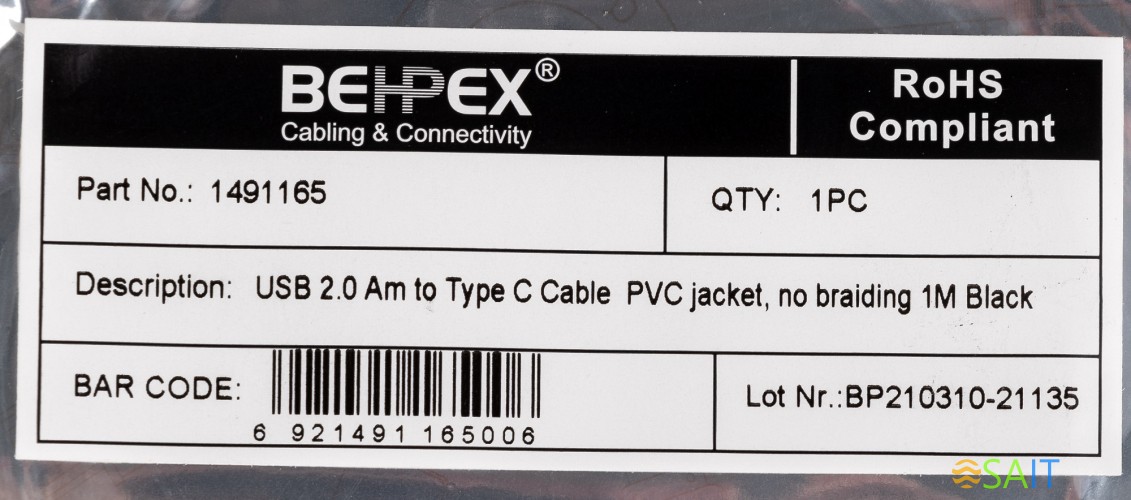 BEHPEX®
Cabling & Connectivity
RoHS
Compliant
Part No.: 1491165
QTY: 1PC
Description: USB 2.0 Am to Type C Cable PVC jacket, no braiding 1M Black
BAR CODE:
6 921491 165006
Lot Nr.:BP210310-21135
SAIT